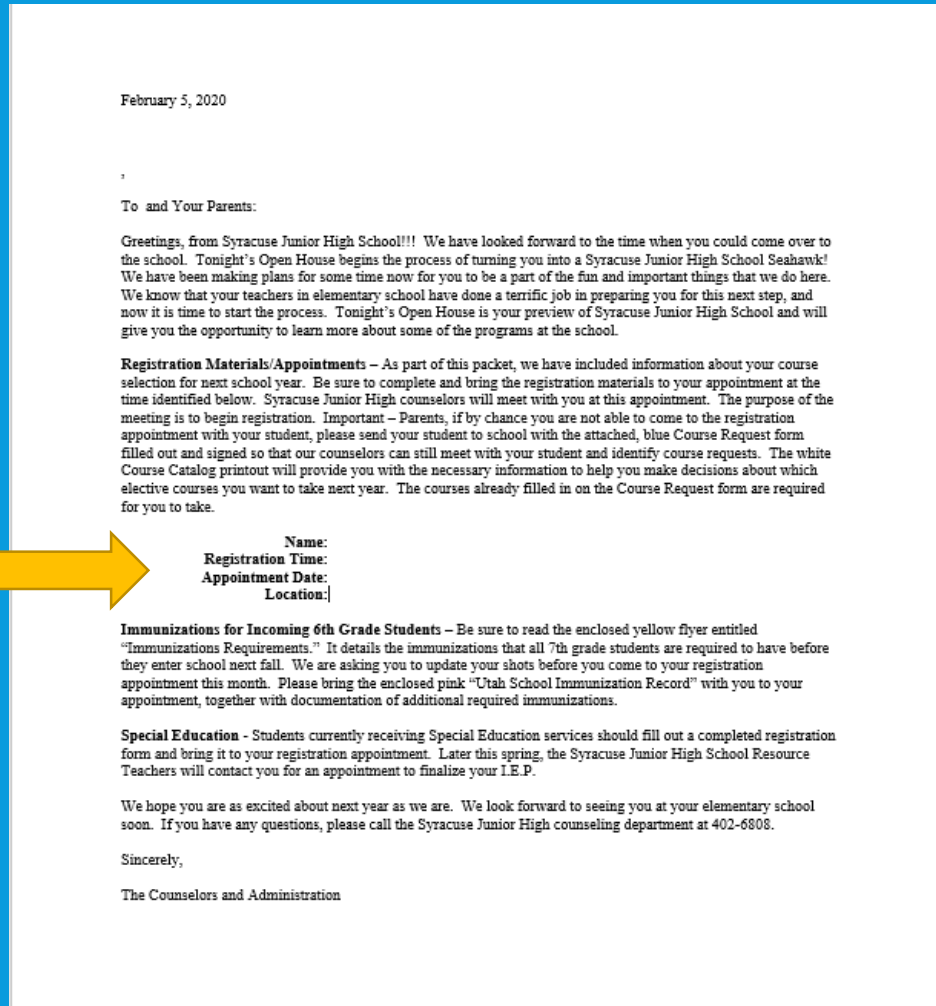 February 5, 2020
,
To  and Your Parents:
Greetings, from Syracuse Junior High School!!!  We have looked forward to the time when you could come over to
the school.  Tonight’s Open House begins the process of turning you into a Syracuse Junior High School Seahawk!
We have been making plans for some time now for you to be a part of the fun and important things that we do here.
We know that your teachers in elementary school have done a terrific job in preparing you for this next step, and
now it is time to start the process.  Tonight’s Open House is your preview of Syracuse Junior High School and will
give you the opportunity to learn more about some of the programs at the school.
Registration Materials/Appointments – As part of this packet, we have included information about your course
selection for next school year.  Be sure to complete and bring the registration materials to your appointment at the
time identified below.  Syracuse Junior High counselors will meet with you at this appointment.  The purpose of the
meeting is to begin registration.  Important – Parents, if by chance you are not able to come to the registration
appointment with your student, please send your student to school with the attached, blue Course Request form
filled out and signed so that our counselors can still meet with your student and identify course requests.  The white
Course Catalog printout will provide you with the necessary information to help you make decisions about which
elective courses you want to take next year.  The courses already filled in on the Course Request form are required
for you to take.
Name:
Registration Time:
Appointment Date:
Location:
Immunizations for Incoming 6th Grade Students – Be sure to read the enclosed yellow flyer entitled
“Immunizations Requirements.”  It details the immunizations that all 7th grade students are required to have before
they enter school next fall.  We are asking you to update your shots before you come to your registration
appointment this month.  Please bring the enclosed pink “Utah School Immunization Record” with you to your
appointment, together with documentation of additional required immunizations.
Special Education - Students currently receiving Special Education services should fill out a completed registration
form and bring it to your registration appointment.  Later this spring, the Syracuse Junior High School Resource
Teachers will contact you for an appointment to finalize your I.E.P.
We hope you are as excited about next year as we are.  We look forward to seeing you at your elementary school
soon.  If you have any questions, please call the Syracuse Junior High counseling department at 402-6808.
Sincerely,
The Counselors and Administration